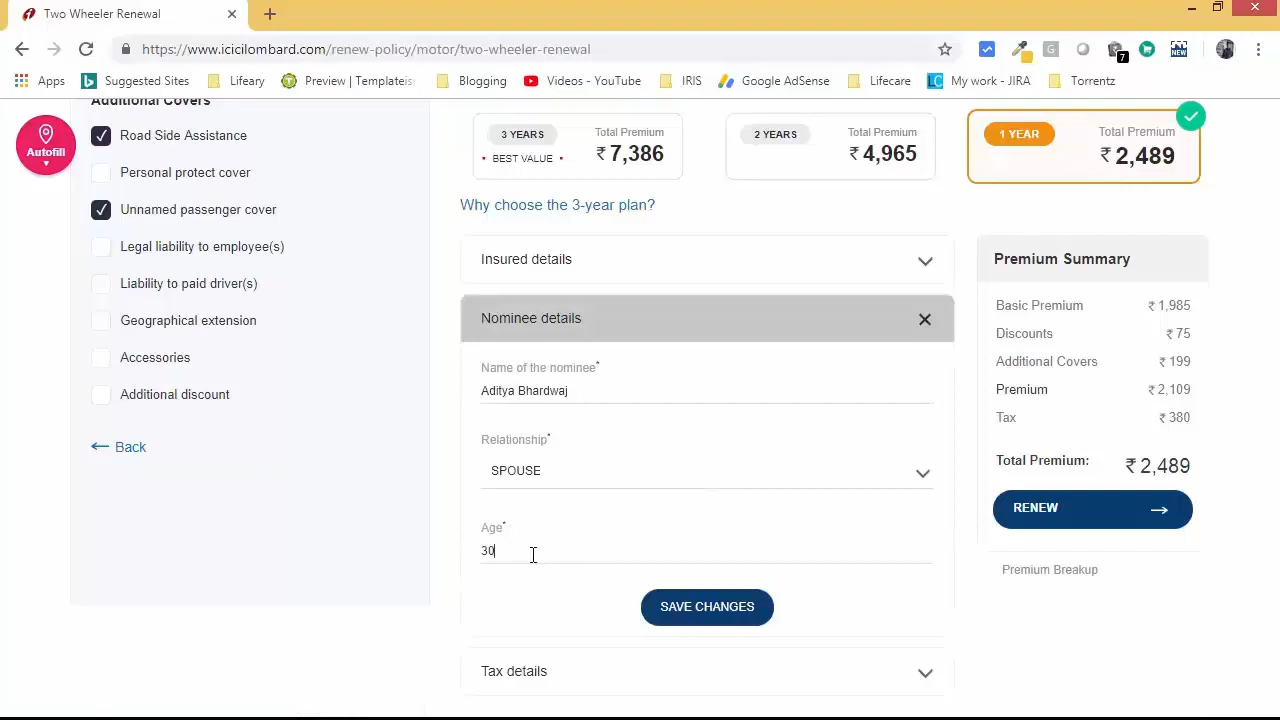 Two Wheeler Renewal
https://www.icicilombard.com/renew-policy/motor/two-wheeler-renewal
G
7
NEW
Apps
Suggested Sites
Lifeary
Preview | Templateis
Blogging
Videos - YouTube
IRIS
Google AdSense
Lifecare
LC
My work - JIRA
Torrentz
Additional Covers
Autofill
Road Side Assistance
Personal protect cover
Unnamed passenger cover
Legal liability to employee(s)
Liability to paid driver(s)
Geographical extension
Accessories
Additional discount
← Back
3 YEARS
Total Premium
• BEST VALUE •
₹ 7,386
2 YEARS
Total Premium
₹ 4,965
1 YEAR
Total Premium
₹ 2,489
Why choose the 3-year plan?
Insured details
Nominee details
Name of the nominee*
Aditya Bhardwaj
Relationship*
SPOUSE
Age*
30
SAVE CHANGES
Tax details
Premium Summary
Basic Premium ₹ 1,985
Discounts ₹ 75
Additional Covers ₹ 199
Premium ₹ 2,109
Tax ₹ 380
Total Premium: ₹ 2,489
RENEW →
Premium Breakup